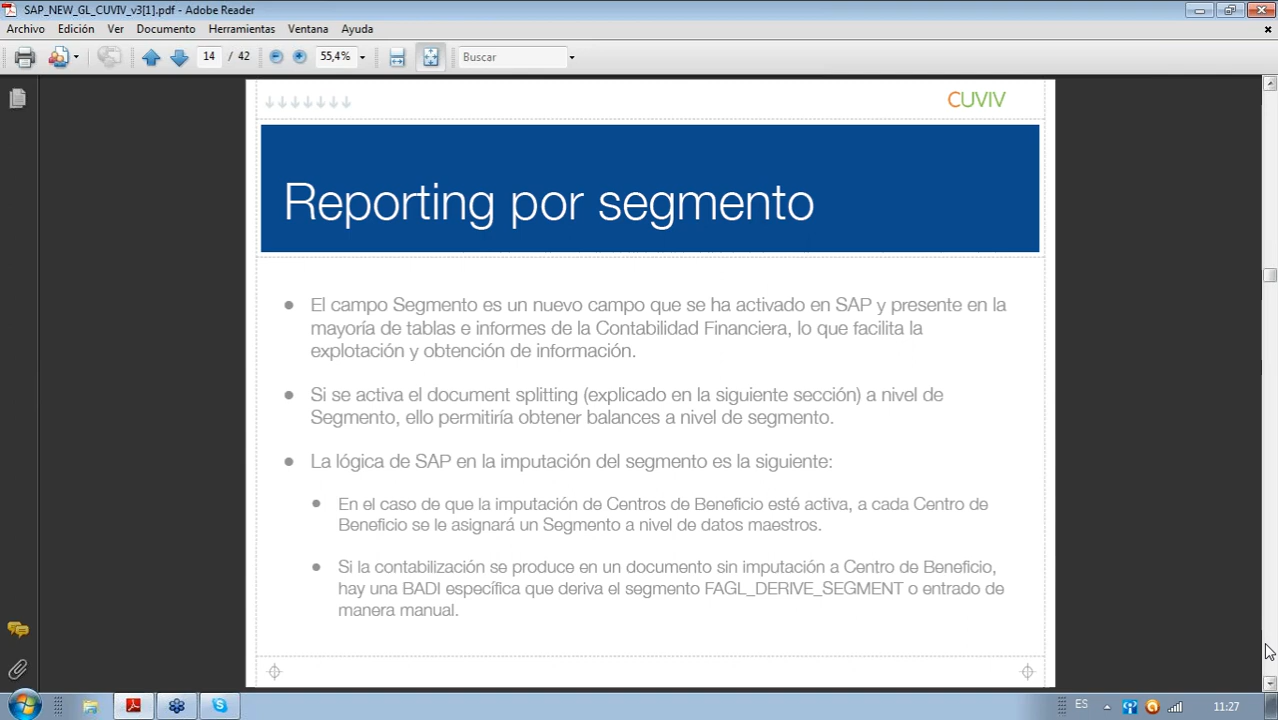 SAP_NEW_GL_CUVIV_v3[1].pdf - Adobe Reader
Archivo Edición Ver Documento Herramientas Ventana Ayuda
14 / 42 55,4% Buscar
CUVIV
Reporting por segmento
El campo Segmento es un nuevo campo que se ha activado en SAP y presente en la
mayoría de tablas e informes de la Contabilidad Financiera, lo que facilita la
explotación y obtención de información.
Si se activa el document splitting (explicado en la siguiente sección) a nivel de
Segmento, ello permitiría obtener balances a nivel de segmento.
La lógica de SAP en la imputación del segmento es la siguiente:
En el caso de que la imputación de Centros de Beneficio esté activa, a cada Centro de
Beneficio se le asignará un Segmento a nivel de datos maestros.
Si la contabilización se produce en un documento sin imputación a Centro de Beneficio,
hay una BADI específica que deriva el segmento FAGL_DERIVE_SEGMENT o entrado de
manera manual.
ES 11:27